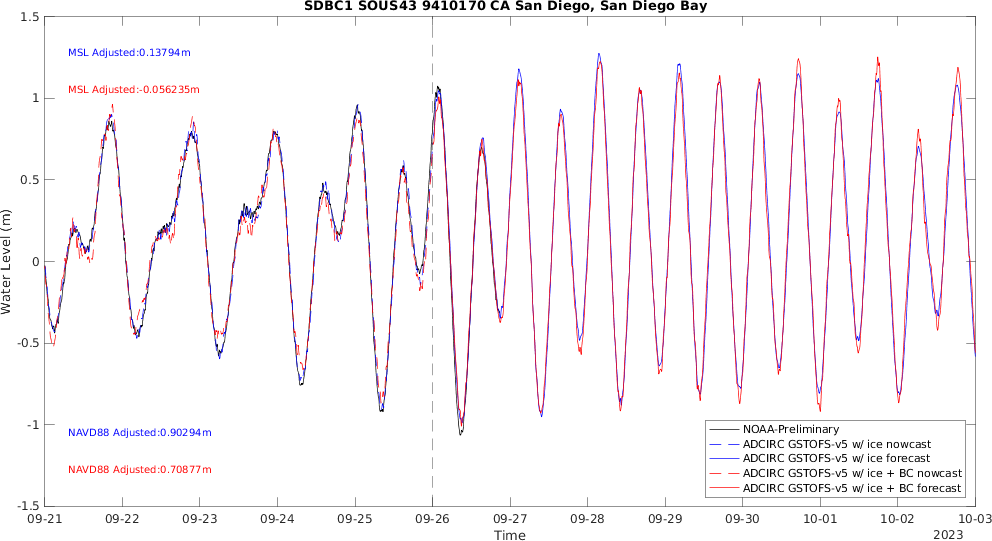 SDBC1 SOUS43 9410170 CA San Diego, San Diego Bay
1.5
MSL Adjusted:0.13794m
MSL Adjusted:-0.056235m
1
0.5
0
-0.5
-1
-1.5
Water Level (m)
NAVD88 Adjusted:0.90294m
NAVD88 Adjusted:0.70877m
NOAA-Preliminary
ADCIRC GSTOFS-v5 w/ ice nowcast
ADCIRC GSTOFS-v5 w/ ice forecast
ADCIRC GSTOFS-v5 w/ ice + BC nowcast
ADCIRC GSTOFS-v5 w/ ice + BC forecast
09-21 09-22 09-23 09-24 09-25 09-26 09-27 09-28 09-29 09-30 10-01 10-02 10-03
Time
2023